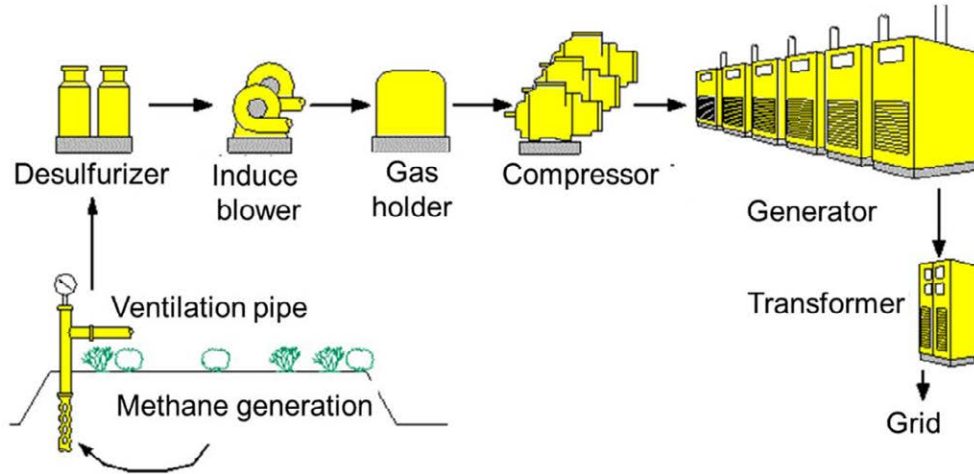 Desulfurizer
Induce
blower
Gas
holder
Compressor
Generator
Ventilation pipe
Transformer
Methane generation
Grid